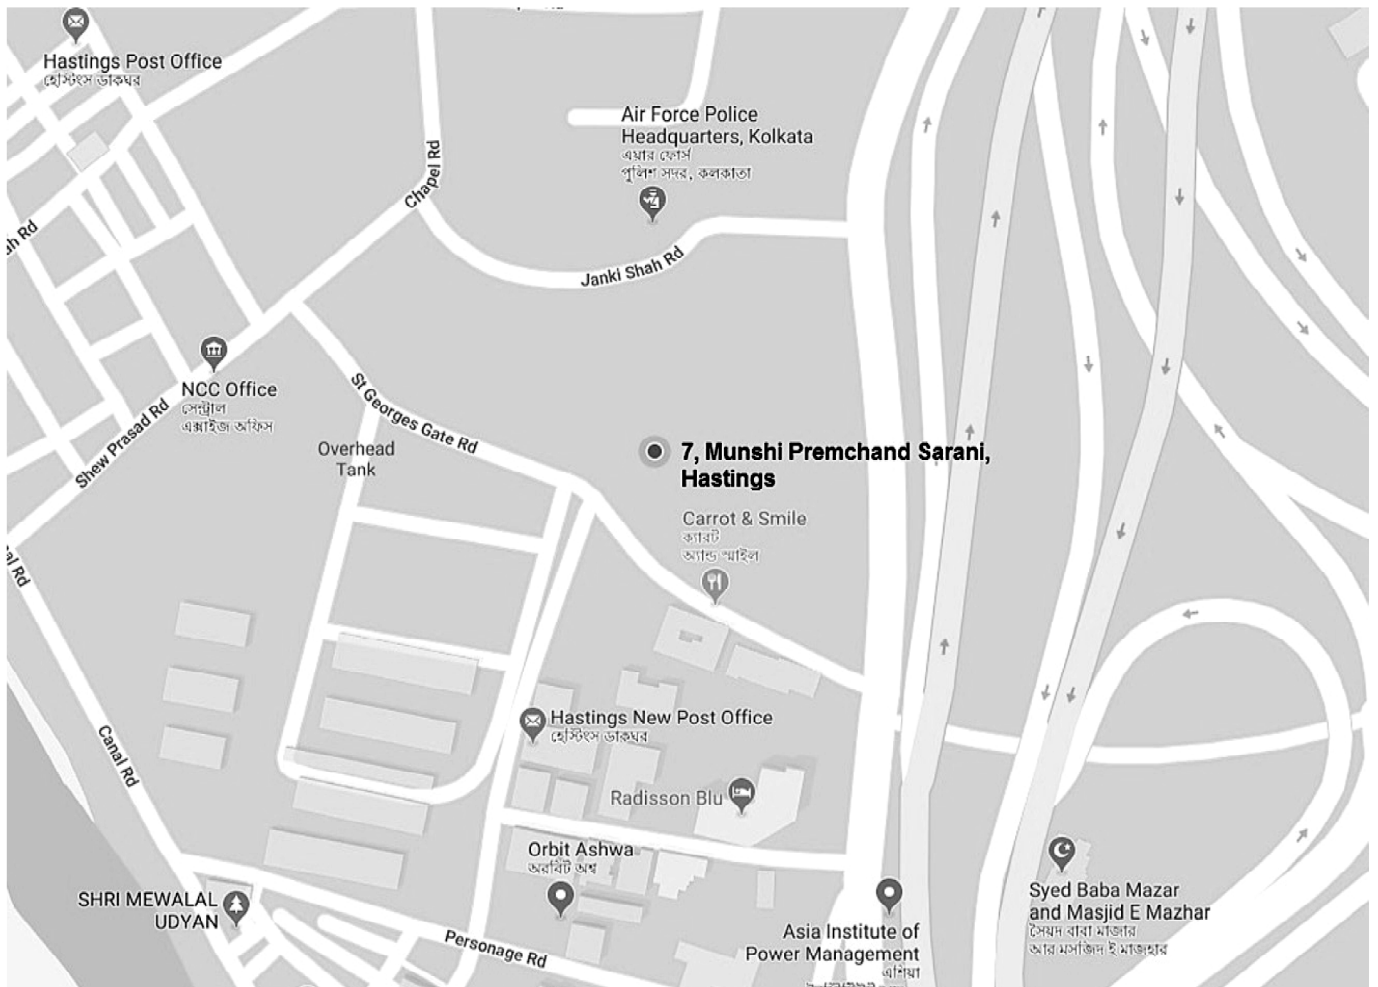 Hastings Post Office
হেস্টিংস ডাকঘর
Air Force Police
Headquarters, Kolkata
এয়ার ফোর্স
পুলিশ সদর, কলকাতা
Chapel Rd
Janki Shah Rd
NCC Office
সেন্ট্রাল
এক্সাইজ অফিস
Shew Prasad Rd
St Georges Gate Rd
Overhead
Tank
7, Munshi Premchand Sarani,
Hastings
Carrot & Smile
ক্যারট
অ্যান্ড স্মাইল
Canal Rd
Hastings New Post Office
হেস্টিংস ডাকঘর
Radisson Blu
Orbit Ashwa
অরবিট অশ্ব
SHRI MEWALAL
UDYAN
Personage Rd
Asia Institute of
Power Management
এশিয়া
Syed Baba Mazar
and Masjid E Mazhar
সৈয়দ বাবা মাজার
আর মসজিদ ই মাজহার